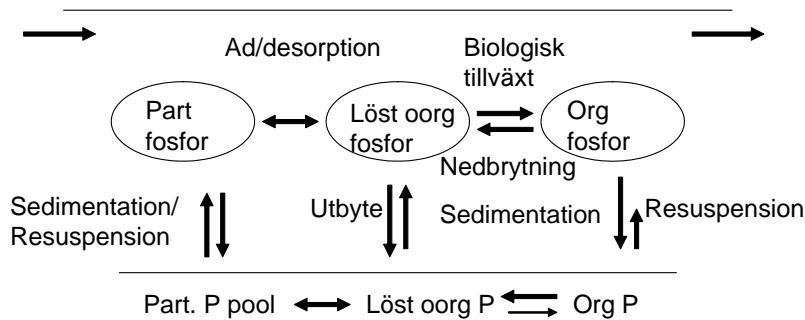 Ad/desorption
Biologisk
tillväxt
Part
fosfor
Löst oorg
fosfor
Org
fosfor
Nedbrytning
Sedimentation/
Resuspension
Utbyte
Sedimentation
Resuspension
Part. P pool
Löst oorg P
Org P